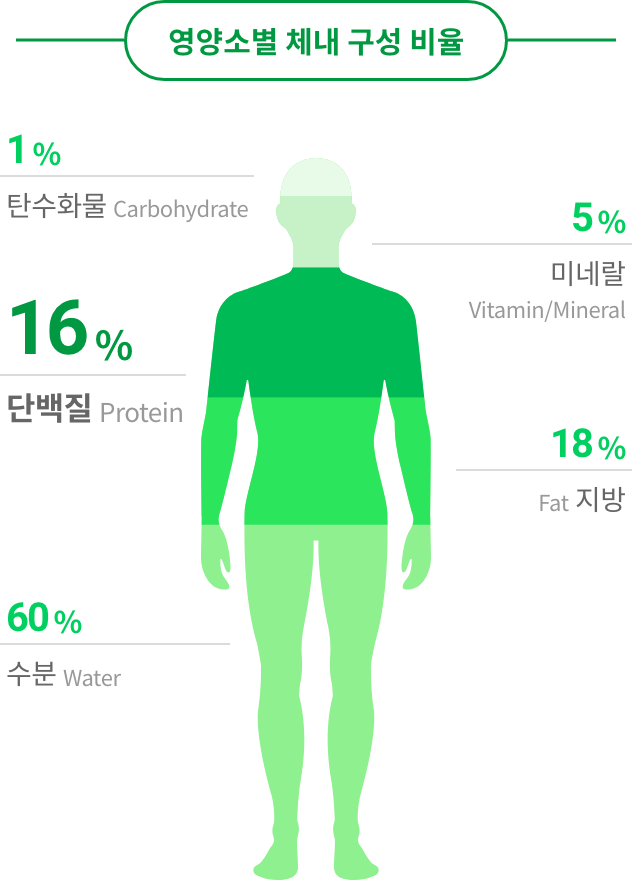 영양소별 체내 구성 비율
1%
탄수화물 Carbohydrate
5%
미네랄
Vitamin/Mineral
16%
단백질 Protein
18%
Fat 지방
60%
수분 Water